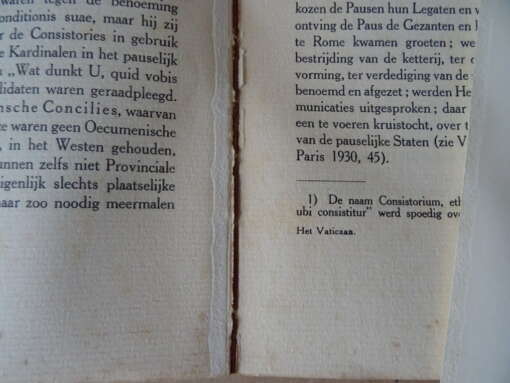 waren tegen de benoeming
onditionis suae, maar hij zij
r de Consistories in gebruik
e Kardinalen in het pauselijk
n „Wat dunkt U, quid vobis
didaten waren geraadpleegd.
nsche Concilies, waarvan
e waren geen Oecumenische
, in het Westen gehouden,
unnen zelfs niet Provinciale
igenlijk slechts plaatselijke
aar zoo noodig meermalen
kozen de Pausen hun Legaten en v
ontving de Paus de Gezanten en
te Rome kwamen groeten; we
bestrijding van de ketterij, ter
vorming, ter verdediging van de
benoemd en afgezet; werden He
municaties uitgesproken; daar
een te voeren kruistocht, over t
van de pauselijke Staten (zie V
Paris 1930, 45).
1) De naam Consistorium, eth
ubi consistitur" werd spoedig ove
Het Vaticaan.